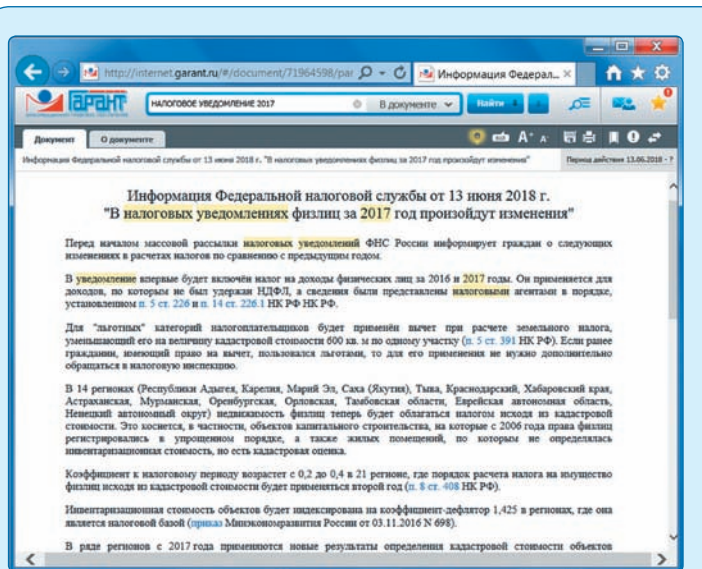 http://internet.garant.ru/#/document/71964598/par
Информация Федерал...
ГАРАНТ
НАЛОГОВОЕ УВЕДОМЛЕНИЕ 2017
В документе
Найти
Документ
О документе
Информация Федеральной налоговой службы от 13 июня 2018 г. "В налоговых уведомлениях физлиц за 2017 год произойдут изменения"
Период действия 13.06.2018 - ?
Информация Федеральной налоговой службы от 13 июня 2018 г.
"В налоговых уведомлениях физлиц за 2017 год произойдут изменения"
Перед началом массовой рассылки налоговых уведомлений ФНС России информирует граждан о следующих
изменениях в расчетах налогов по сравнению с предыдущим годом.
В уведомление впервые будет включён налог на доходы физических лиц за 2016 и 2017 годы. Он применяется для
доходов, по которым не был удержан НДФЛ, а сведения были представлены налоговыми агентами в порядке,
установленном п. 5 ст. 226 и п. 14 ст. 226.1 НК РФ НК РФ.
Для "льготных" категорий налогоплательщиков будет применён вычет при расчете земельного налога,
уменьшающий его на величину кадастровой стоимости 600 кв. м по одному участку (п. 5 ст. 391 НК РФ). Если ранее
гражданин, имеющий право на вычет, пользовался льготами, то для его применения не нужно дополнительно
обращаться в налоговую инспекцию.
В 14 регионах (Республики Адыгея, Карелия, Марий Эл, Саха (Якутия), Тыва, Краснодарский, Хабаровский края,
Астраханская, Мурманская, Оренбургская, Орловская, Тамбовская области, Еврейская автономная область,
Ненецкий автономный округ) недвижимость физлиц теперь будет облагаться налогом исходя из кадастровой
стоимости. Это коснется, в частности, объектов капитального строительства, на которые с 2006 года права физлиц
регистрировались в упрощенном порядке, а также жилых помещений, по которым не определялась
инвентаризационная стоимость, но есть кадастровая оценка.
Коэффициент к налоговому периоду возрастет с 0,2 до 0,4 в 21 регионе, где порядок расчета налога на имущество
физлиц исходя из кадастровой стоимости будет применяться второй год (п. 8 ст. 408 НК РФ).
Инвентаризационная стоимость объектов будет индексирована на коэффициент-дефлятор 1,425 в регионах, где она
является налоговой базой (приказ Минэкономразвития России от 03.11.2016 N 698).
В ряде регионов с 2017 года применяются новые результаты определения кадастровой стоимости объектов